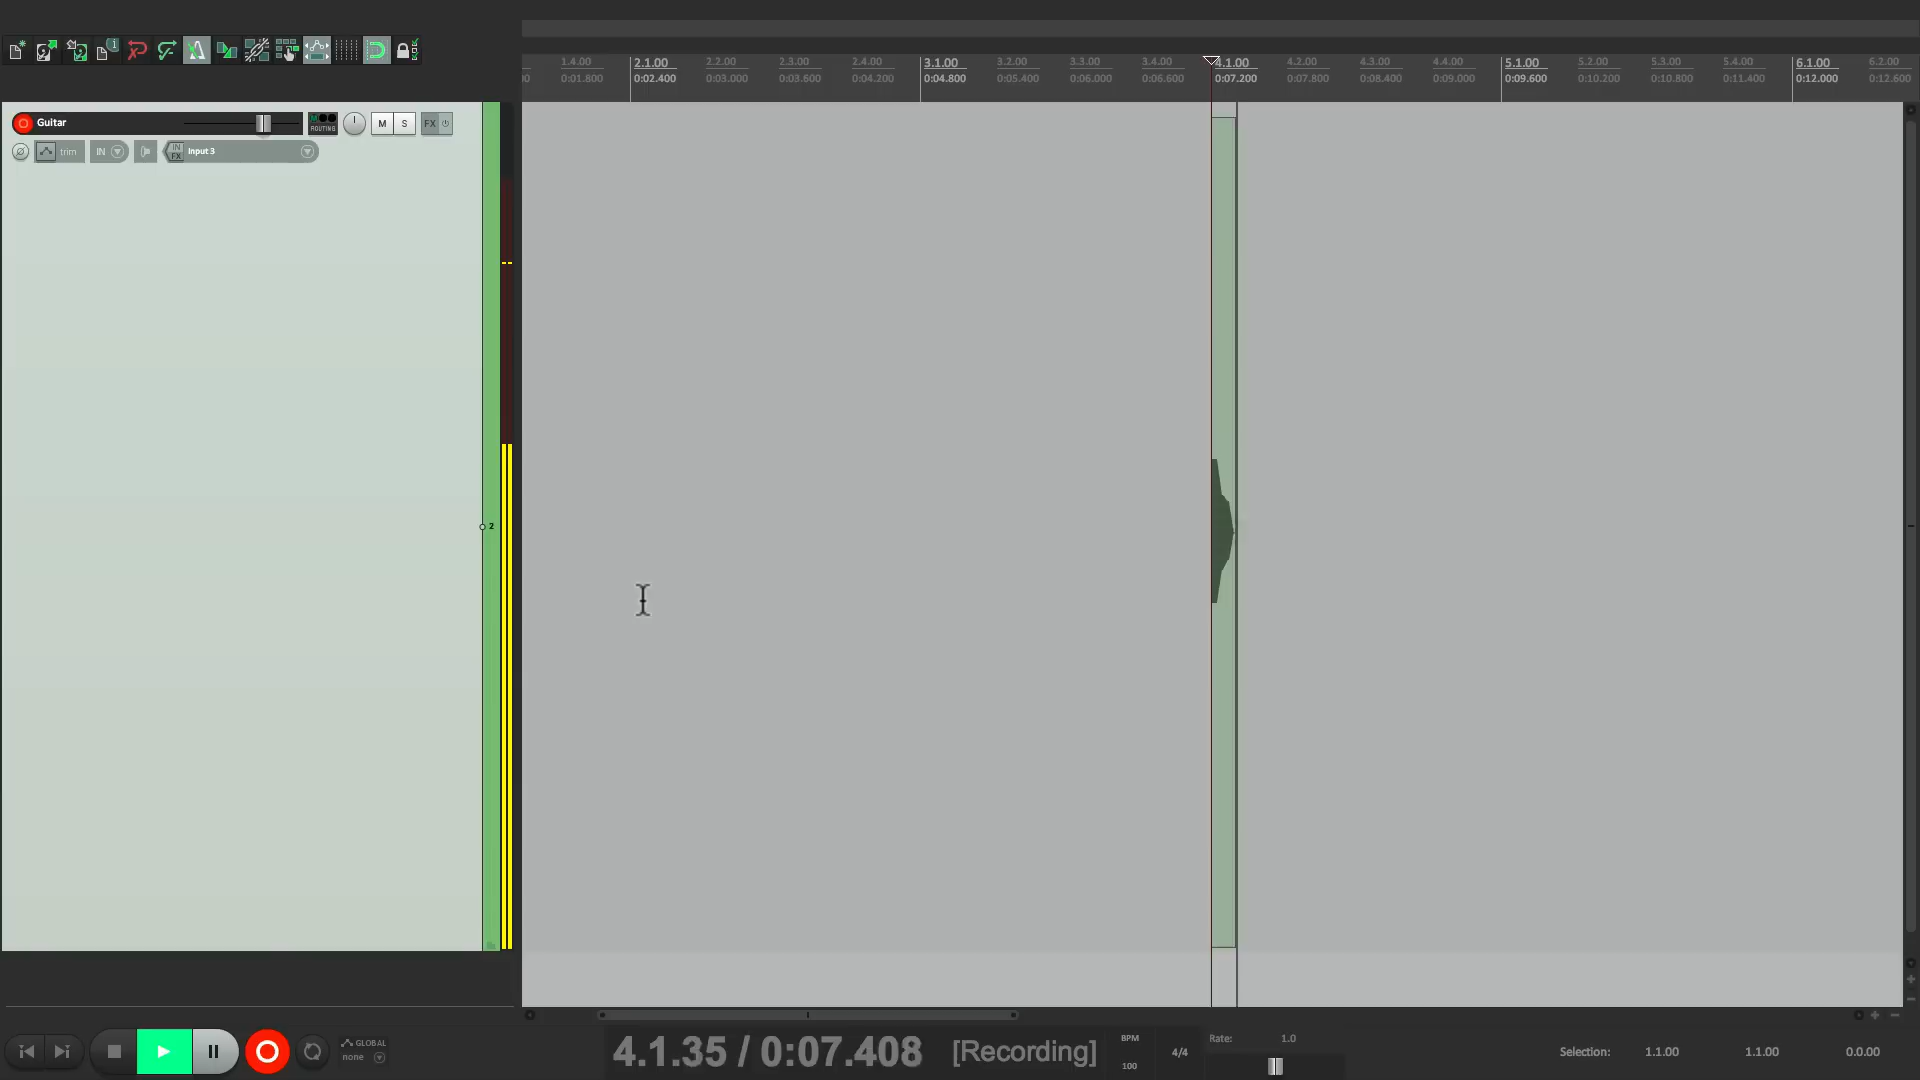 1.4.00 2.1.00 2.2.00 2.3.00 2.4.00 3.1.00 3.2.00 3.3.00 3.4.00 4.1.00 4.2.00 4.3.00 4.4.00 5.1.00 5.2.00 5.3.00 5.4.00 6.1.00 6.2.00
0:01.800 0:02.400 0:03.000 0:03.600 0:04.200 0:04.800 0:05.400 0:06.000 0:06.600 0:07.200 0:07.800 0:08.400 0:09.000 0:09.600 0:10.200 0:10.800 0:11.400 0:12.000 0:12.600
Guitar ROUTING M S FX
trim IN IN FX Input 3
2
GLOBAL
none
4.1.35 / 0:07.408 [Recording]
BPM
100
4/4
Rate: 1.0
Selection: 1.1.00 1.1.00 0.0.00